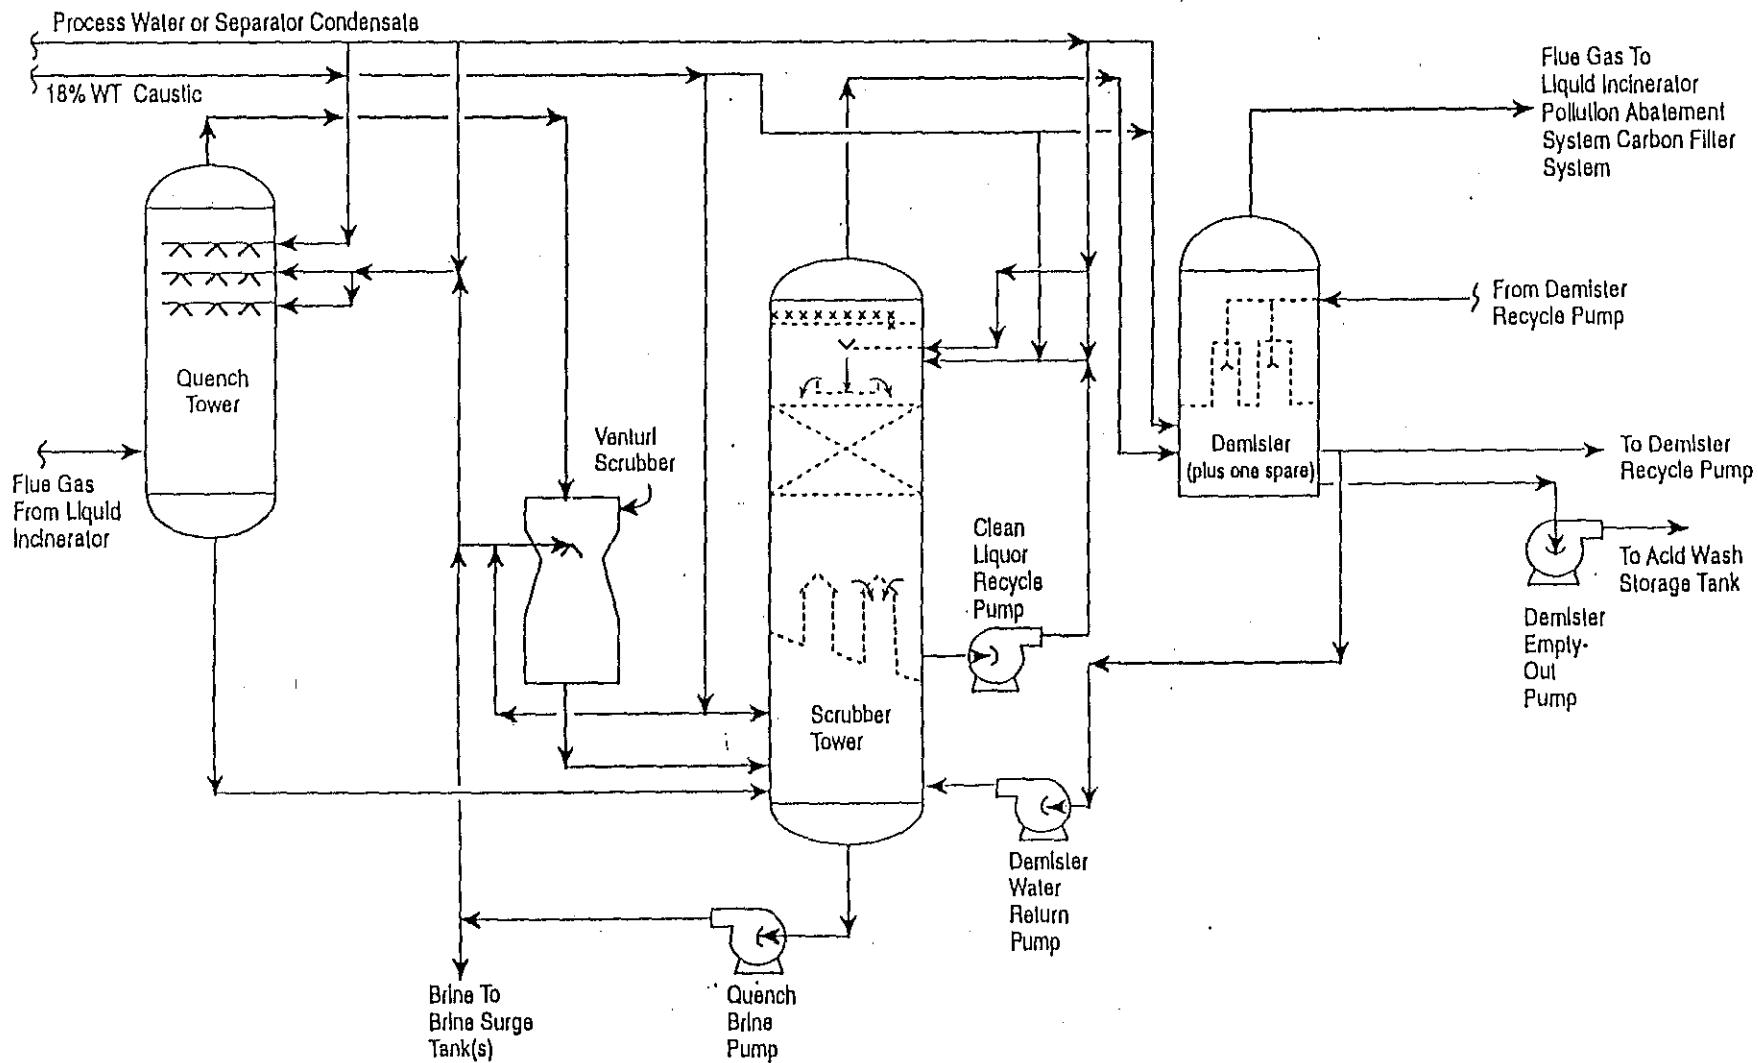 Process Water or Separator Condensate
18% WT Caustic
Flue Gas To
Liquid Incinerator
Pollution Abatement
System Carbon Filter
System
Quench
Tower
Venturi
Scrubber
From Demister
Recycle Pump
Flue Gas
From Liquid
Incinerator
Demister
(plus one spare)
To Demister
Recycle Pump
Clean
Liquor
Recycle
Pump
To Acid Wash
Storage Tank
Demister
Empty-
Out
Pump
Scrubber
Tower
Demister
Water
Return
Pump
Brine To
Brine Surge
Tank(s)
Quench
Brine
Pump